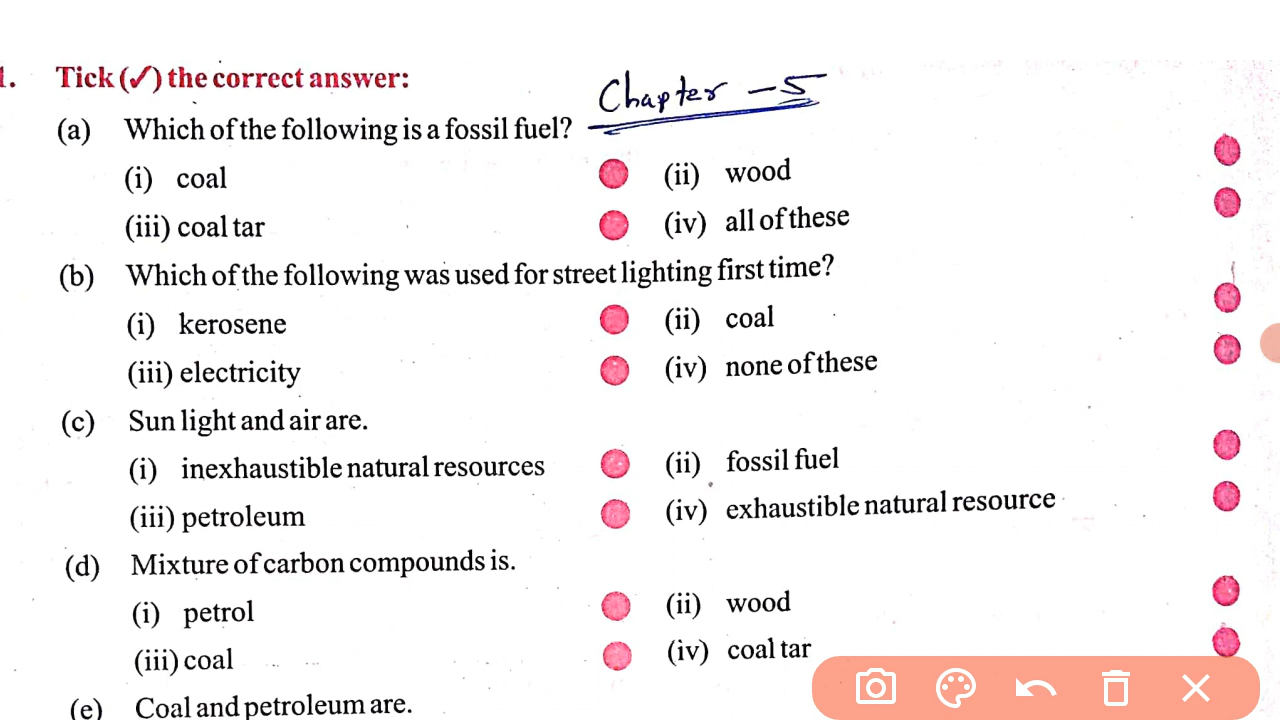 1. Tick (✓) the correct answer:
Chapter - 5
(a) Which of the following is a fossil fuel?
(i) coal (ii) wood
(iii) coal tar (iv) all of these
(b) Which of the following was used for street lighting first time?
(i) kerosene (ii) coal
(iii) electricity (iv) none of these
(c) Sun light and air are.
(i) inexhaustible natural resources (ii) fossil fuel
(iii) petroleum (iv) exhaustible natural resource
(d) Mixture of carbon compounds is.
(i) petrol (ii) wood
(iii) coal (iv) coal tar
(e) Coal and petroleum are.